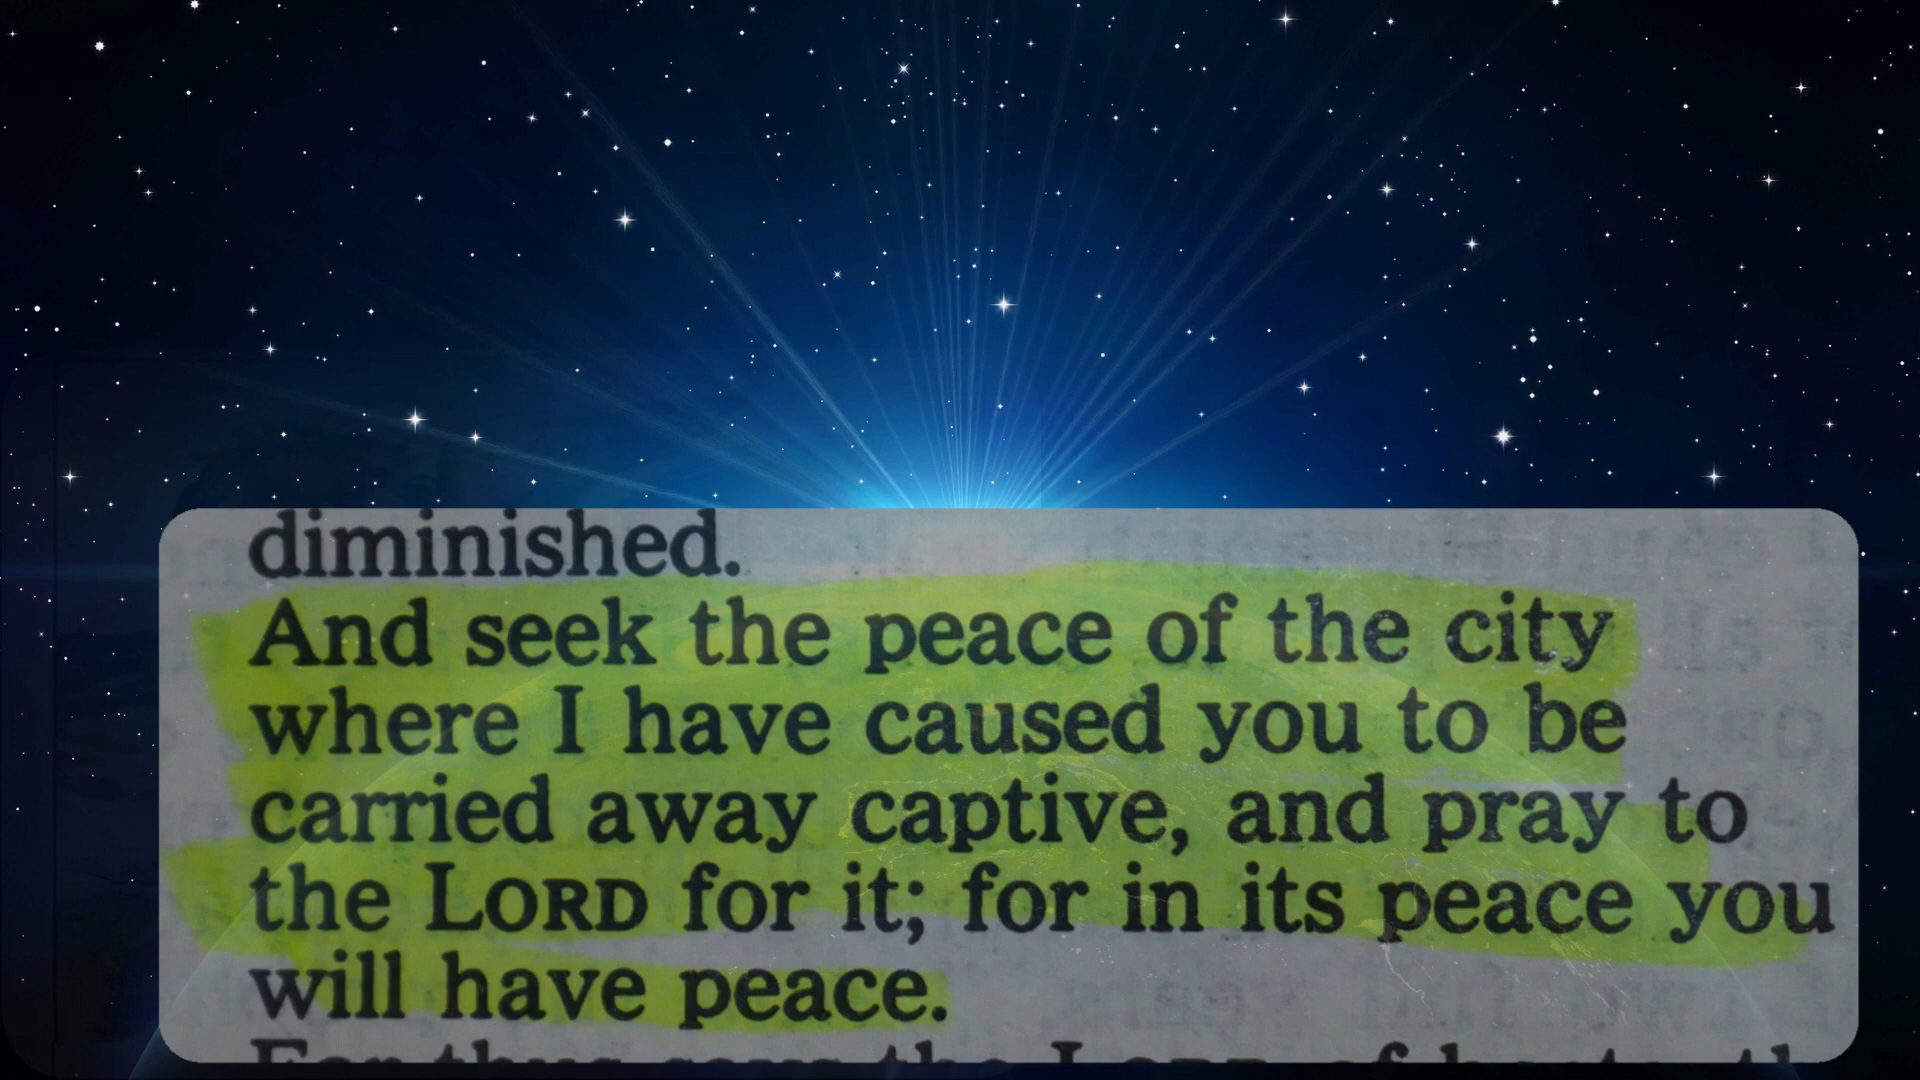 diminished.
And seek the peace of the city
where I have caused you to be
carried away captive, and pray to
the LORD for it; for in its peace you
will have peace.